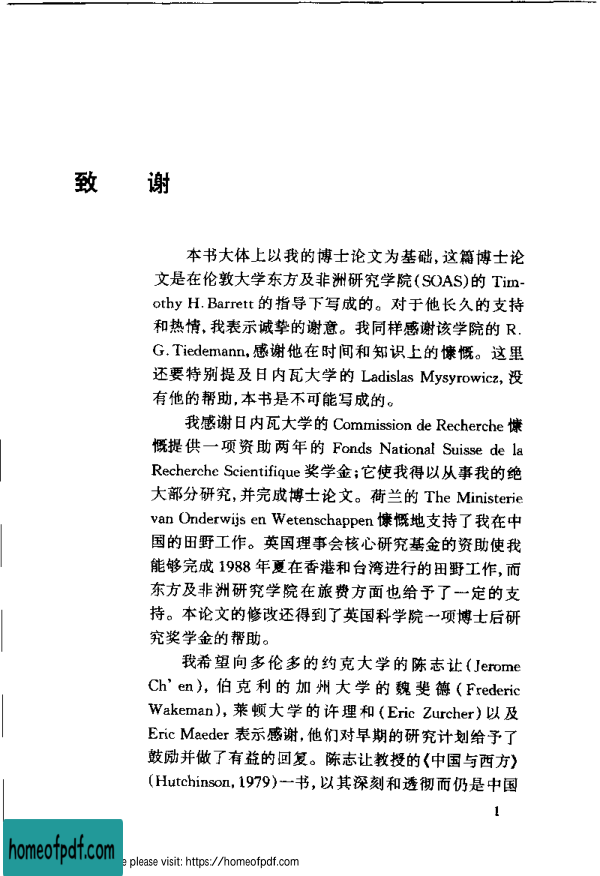 致 谢
本书大体上以我的博士论文为基础,这篇博士论
文是在伦敦大学东方及非洲研究学院(SOAS)的 Tim-
othy H. Barrett 的指导下写成的。对于他长久的支持
和热情,我表示诚挚的谢意。我同样感谢该学院的 R.
G. Tiedemann,感谢他在时间和知识上的慷慨。这里
还要特别提及日内瓦大学的 Ladislas Mysyrowicz,没
有他的帮助,本书是不可能写成的。
我感谢日内瓦大学的 Commission de Recherche 慷
慨提供一项资助两年的 Fonds National Suisse de la
Recherche Scientifique 奖学金;它使我得以从事我的绝
大部分研究,并完成博士论文。荷兰的 The Ministerie
van Onderwijs en Wetenschappen 慷慨地支持了我在中
国的田野工作。英国理事会核心研究基金的资助使我
能够完成 1988 年夏在香港和台湾进行的田野工作,而
东方及非洲研究学院在旅费方面也给予了一定的支
持。本论文的修改还得到了英国科学院一项博士后研
究奖学金的帮助。
我希望向多伦多的约克大学的陈志让(Jerome
Ch'en), 伯克利的加州大学的魏斐德(Frederic
Wakeman), 莱顿大学的许理和(Eric Zurcher)以及
Eric Maeder 表示感谢,他们对早期的研究计划给予了
鼓励并做了有益的回复。陈志让教授的《中国与西方》
(Hutchinson, 1979)一书,以其深刻和透彻而仍是中国
1
homeofpdf.com
e please visit: https://homeofpdf.com